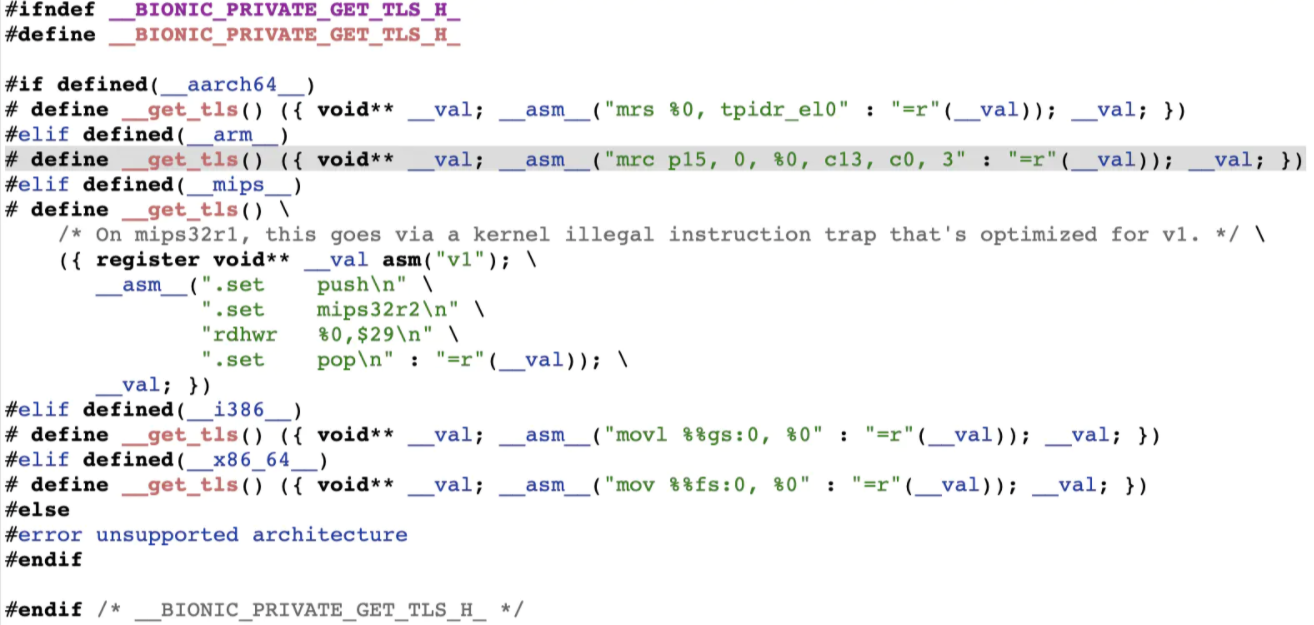 #ifndef __BIONIC_PRIVATE_GET_TLS_H_
#define __BIONIC_PRIVATE_GET_TLS_H_

#if defined(__aarch64__)
# define __get_tls() ({ void** __val; __asm__("mrs %0, tpidr_el0" : "=r"(__val)); __val; })
#elif defined(__arm__)
# define __get_tls() ({ void** __val; __asm__("mrc p15, 0, %0, c13, c0, 3" : "=r"(__val)); __val; })
#elif defined(__mips__)
# define __get_tls() \
    /* On mips32r1, this goes via a kernel illegal instruction trap that's optimized for v1. */ \
    ({ register void** __val asm("v1"); \
       __asm__(".set    push\n" \
               ".set    mips32r2\n" \
               "rdhwr   %0,$29\n" \
               ".set    pop\n" : "=r"(__val)); \
       __val; })
#elif defined(__i386__)
# define __get_tls() ({ void** __val; __asm__("movl %%gs:0, %0" : "=r"(__val)); __val; })
#elif defined(__x86_64__)
# define __get_tls() ({ void** __val; __asm__("mov %%fs:0, %0" : "=r"(__val)); __val; })
#else
#error unsupported architecture
#endif

#endif /* __BIONIC_PRIVATE_GET_TLS_H_ */